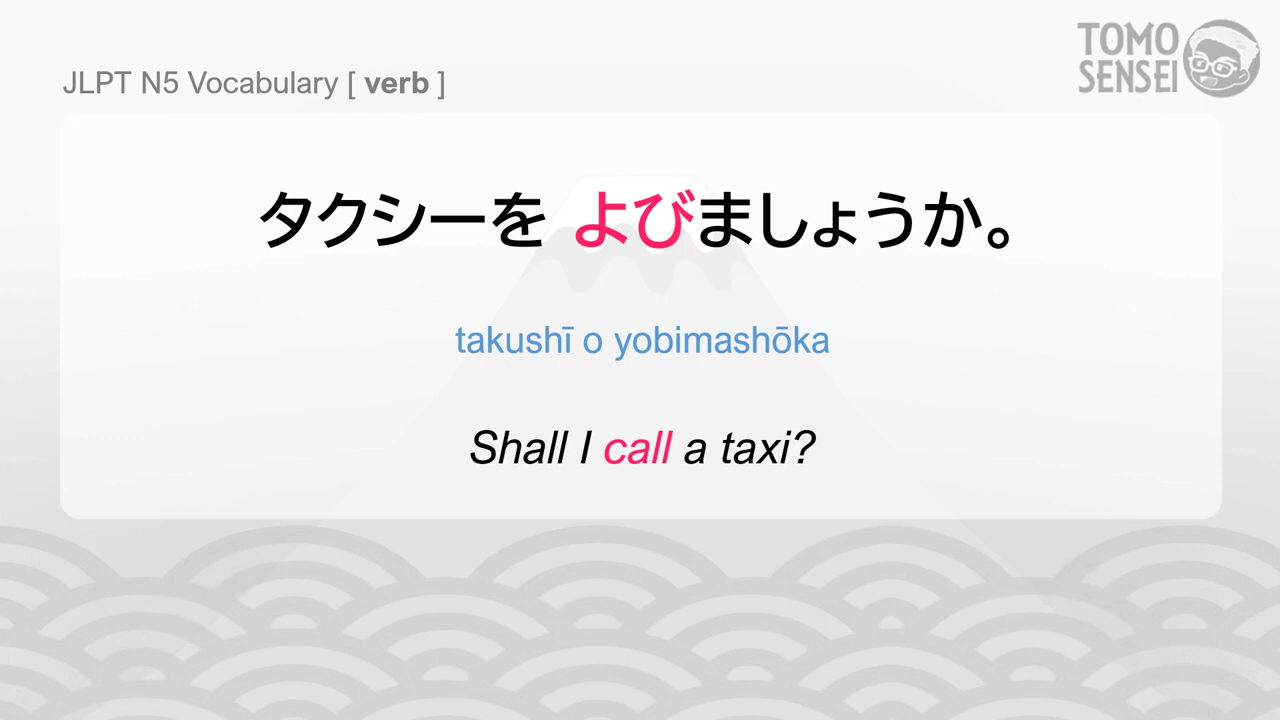 TOMO
SENSEI
JLPT N5 Vocabulary [ verb ]
タクシーを よびましょうか。
takushī o yobimashōka
Shall I call a taxi?